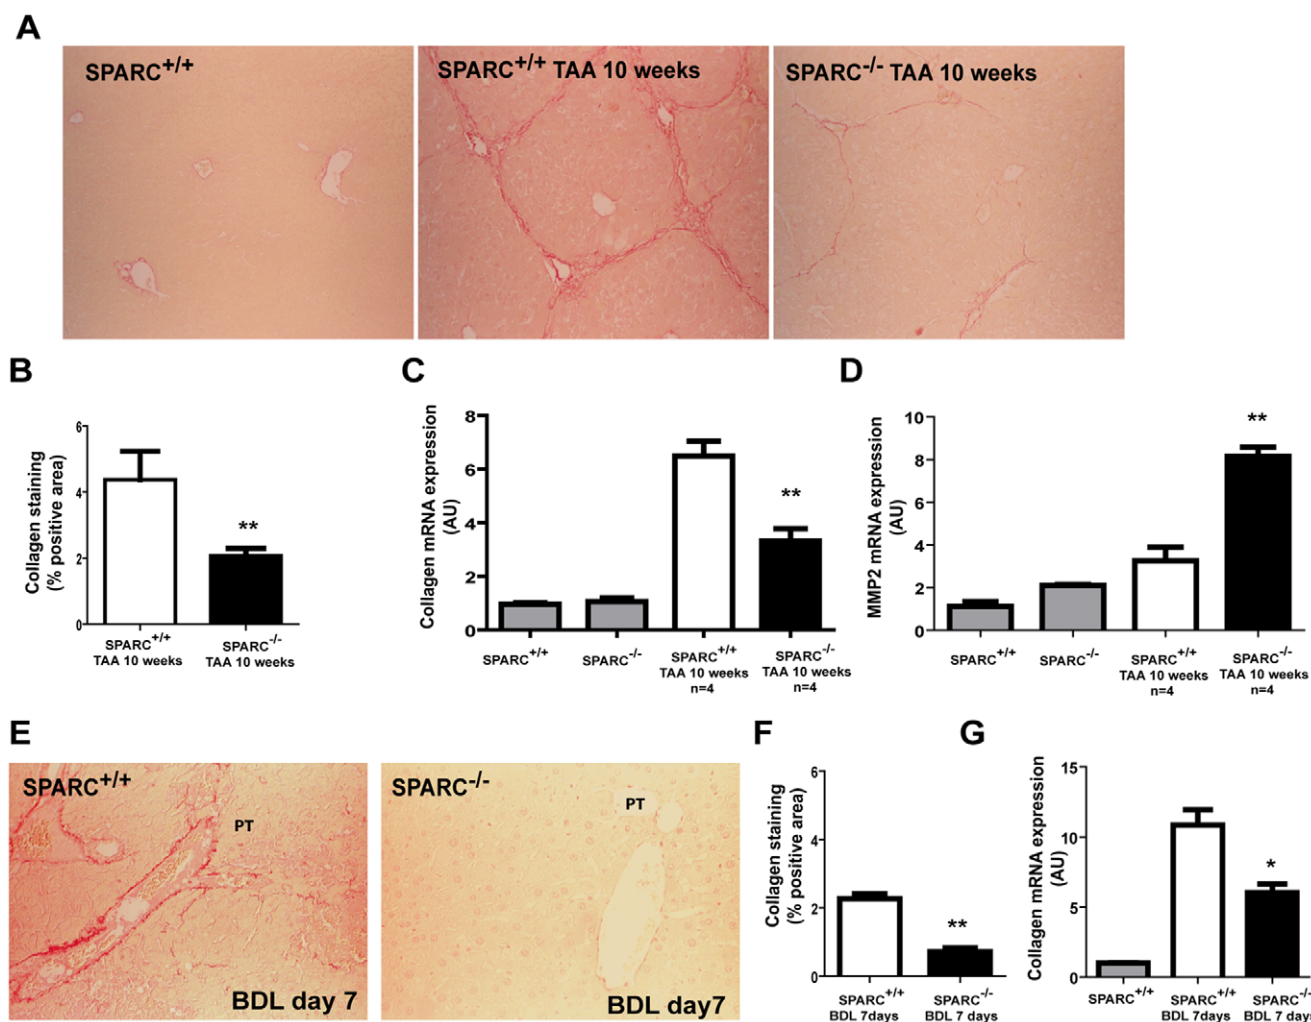 A
SPARC+/+
SPARC+/+ TAA 10 weeks
SPARC-/- TAA 10 weeks
B
Collagen staining
(% positive area)
6
4
2
0
**
SPARC+/+
TAA 10 weeks
SPARC-/-
TAA 10 weeks
C
Collagen mRNA expression
(AU)
8
6
4
2
0
**
SPARC+/+
SPARC-/-
SPARC+/+
TAA 10 weeks
n=4
SPARC-/-
TAA 10 weeks
n=4
D
MMP2 mRNA expression
(AU)
10
8
6
4
2
0
**
SPARC+/+
SPARC-/-
SPARC+/+
TAA 10 weeks
n=4
SPARC-/-
TAA 10 weeks
n=4
E
SPARC+/+
PT
BDL day 7
SPARC-/-
PT
BDL day7
F
Collagen staining
(% positive area)
6
4
2
0
**
SPARC+/+
BDL 7days
SPARC-/-
BDL 7 days
G
Collagen mRNA expression
(AU)
15
10
5
0
*
SPARC+/+
SPARC+/+
BDL 7days
SPARC-/-
BDL 7 days